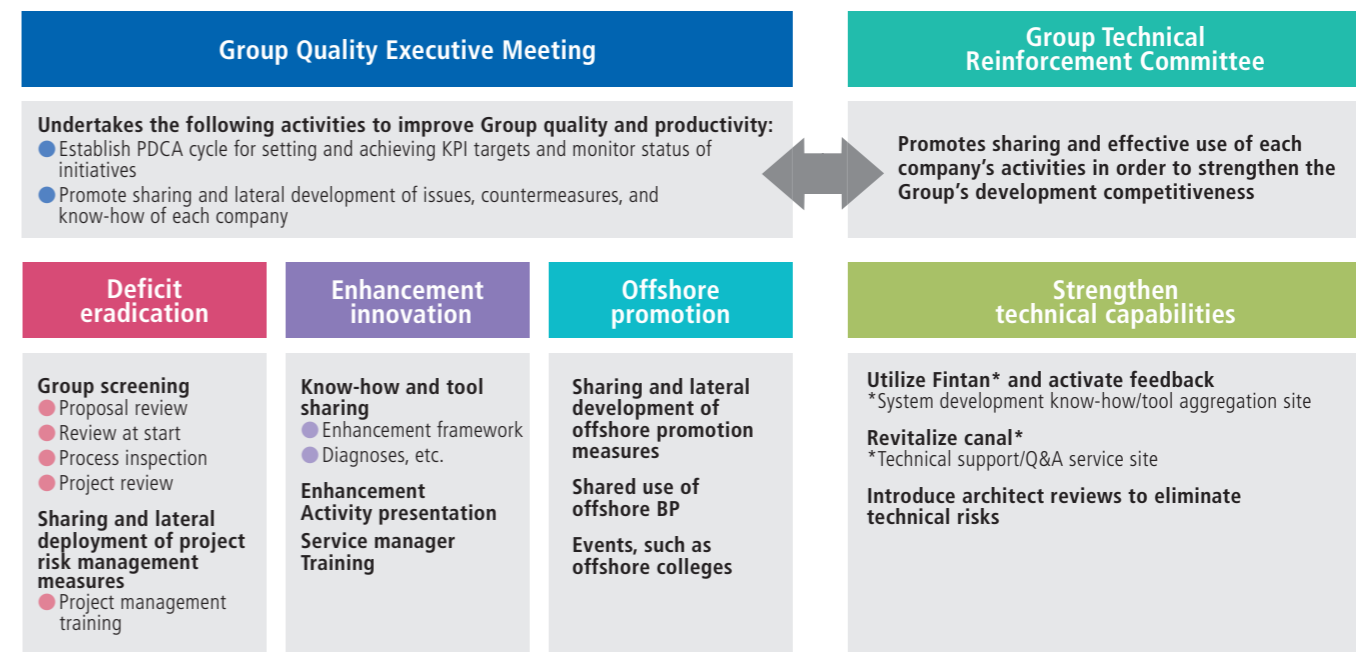 Group Quality Executive Meeting
Undertakes the following activities to improve Group quality and productivity:
● Establish PDCA cycle for setting and achieving KPI targets and monitor status of
initiatives
● Promote sharing and lateral development of issues, countermeasures, and
know-how of each company
Group Technical
Reinforcement Committee
Promotes sharing and effective use of each
company's activities in order to strengthen the
Group's development competitiveness
Deficit
eradication
Group screening
● Proposal review
● Review at start
● Process inspection
● Project review
Sharing and lateral
deployment of project
risk management
measures
● Project management
training
Enhancement
innovation
Know-how and tool
sharing
● Enhancement framework
● Diagnoses, etc.
Enhancement
Activity presentation
Service manager
Training
Offshore
promotion
Sharing and lateral
development of
offshore promotion
measures
Shared use of
offshore BP
Events, such as
offshore colleges
Strengthen
technical capabilities
Utilize Fintan* and activate feedback
*System development know-how/tool aggregation site
Revitalize canal*
*Technical support/Q&A service site
Introduce architect reviews to eliminate
technical risks